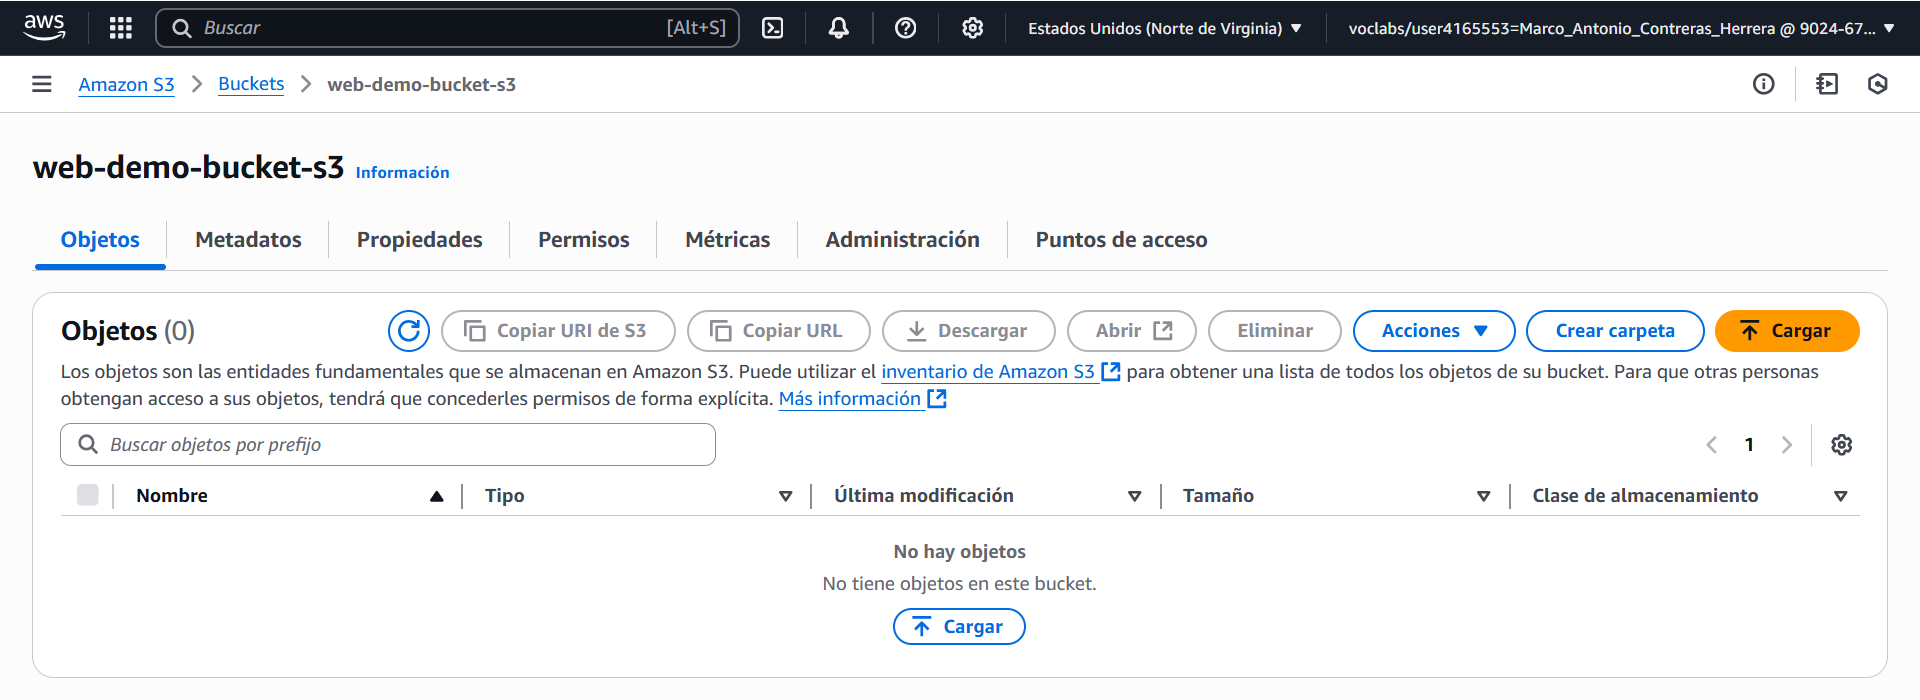 aws Buscar [Alt+S] Estados Unidos (Norte de Virginia) voclabs/user4165553=Marco_Antonio_Contreras_Herrera @ 9024-67...
Amazon S3 Buckets web-demo-bucket-s3
web-demo-bucket-s3 Información
Objetos Metadatos Propiedades Permisos Métricas Administración Puntos de acceso
Objetos (0) Copiar URI de S3 Copiar URL Descargar Abrir Eliminar Acciones Crear carpeta Cargar
Los objetos son las entidades fundamentales que se almacenan en Amazon S3. Puede utilizar el inventario de Amazon S3 para obtener una lista de todos los objetos de su bucket. Para que otras personas
obtengan acceso a sus objetos, tendrá que concederles permisos de forma explícita. Más información
Buscar objetos por prefijo 1
Nombre Tipo Última modificación Tamaño Clase de almacenamiento
No hay objetos
No tiene objetos en este bucket.
Cargar